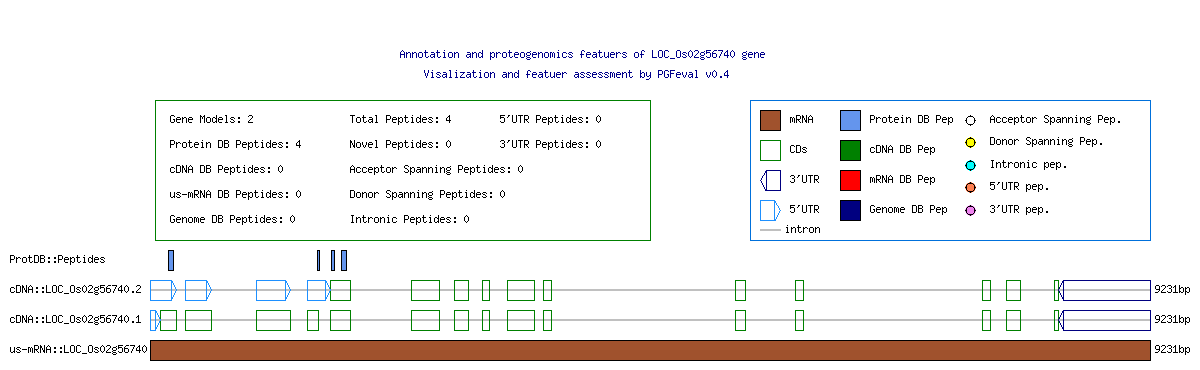 Annotation and proteogenomics featuers of LOC_Os02g56740 gene
Visalization and featuer assessment by PGFeval v0.4
Gene Models: 2
Total Peptides: 4
5'UTR Peptides: 0
Protein DB Peptides: 4
Novel Peptides: 0
3'UTR Peptides: 0
cDNA DB Peptides: 0
Acceptor Spanning Peptides: 0
us-mRNA DB Peptides: 0
Donor Spanning Peptides: 0
Genome DB Peptides: 0
Intronic Peptides: 0
mRNA
Protein DB Pep
Acceptor Spanning Pep.
CDs
cDNA DB Pep
Donor Spanning Pep.
3'UTR
mRNA DB Pep
Intronic pep.
5'UTR
Genome DB Pep
5'UTR pep.
3'UTR pep.
intron
ProtDB::Peptides
cDNA::LOC_Os02g56740.2
9231bp
cDNA::LOC_Os02g56740.1
9231bp
us-mRNA::LOC_Os02g56740
9231bp